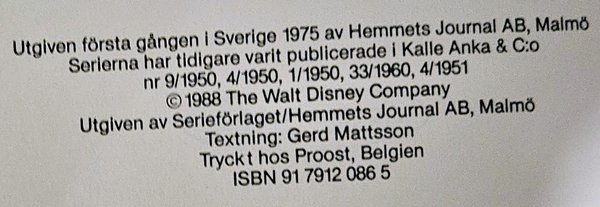 Utgiven första gången i Sverige 1975 av Hemmets Journal AB, Malmö
Serierna har tidigare varit publicerade i Kalle Anka & C:o
nr 9/1950, 4/1950, 1/1950, 33/1960, 4/1951
© 1988 The Walt Disney Company
Utgiven av Serieförlaget/Hemmets Journal AB, Malmö
Textning: Gerd Mattsson
Tryckt hos Proost, Belgien
ISBN 91 7912 086 5